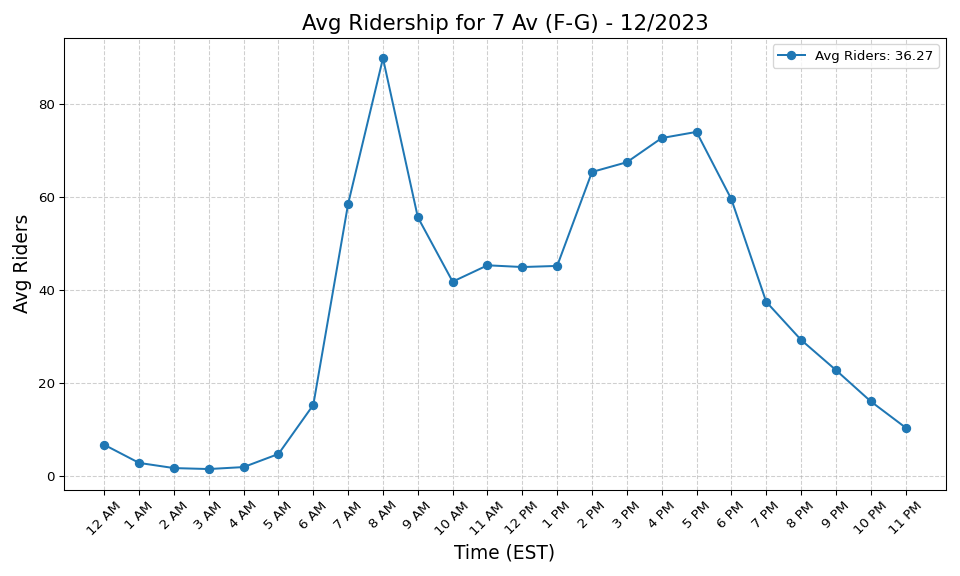 Avg Ridership for 7 Av (F-G) - 12/2023
Avg Riders: 36.27
Avg Riders
80
60
40
20
0
12 AM
1 AM
2 AM
3 AM
4 AM
5 AM
6 AM
7 AM
8 AM
9 AM
10 AM
11 AM
12 PM
1 PM
2 PM
3 PM
4 PM
5 PM
6 PM
7 PM
8 PM
9 PM
10 PM
11 PM
Time (EST)